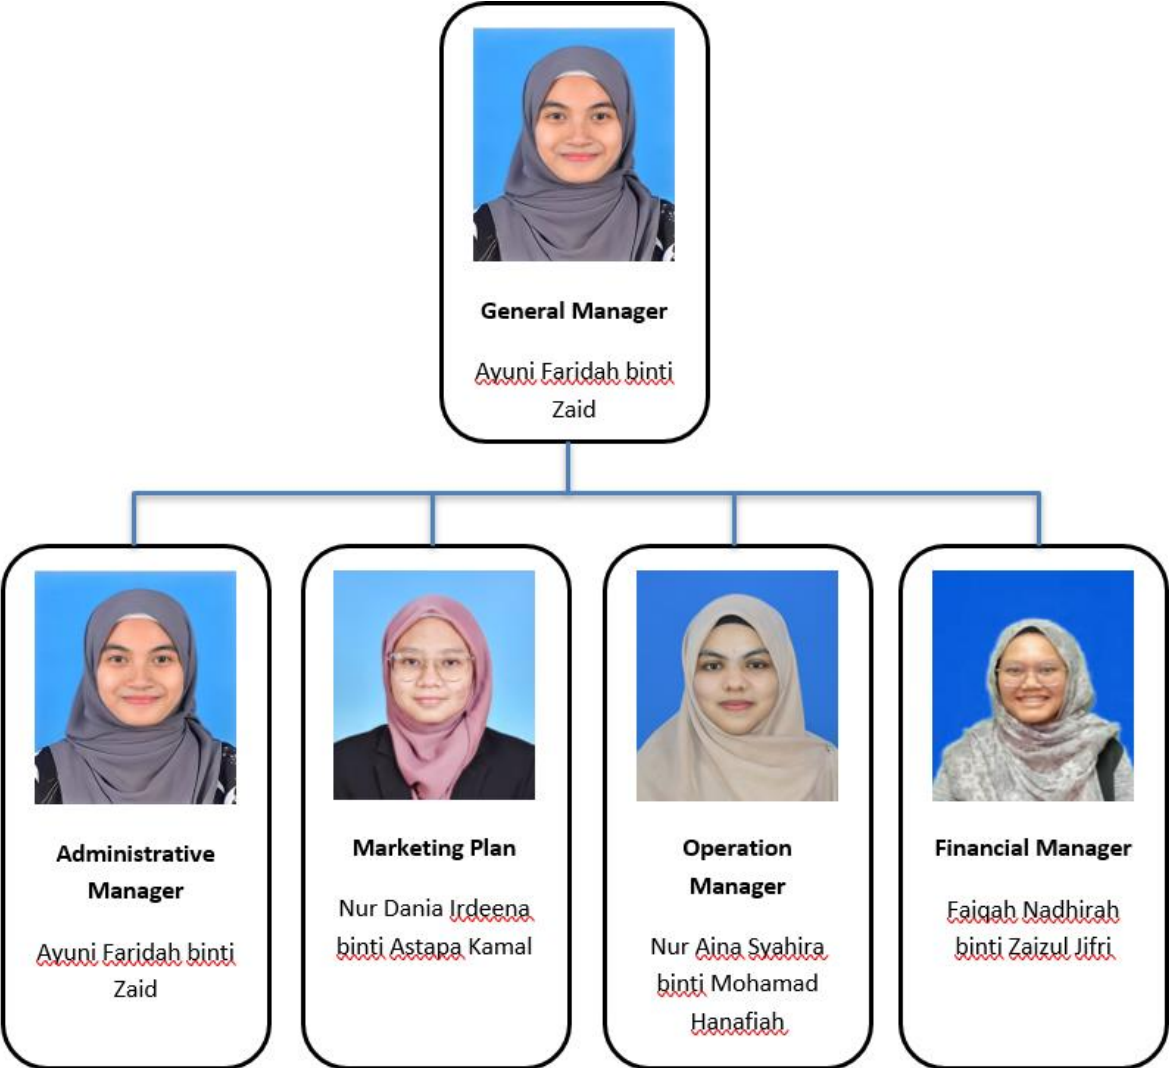 General Manager
Ayuni Faridah binti
Zaid
Administrative
Manager
Ayuni Faridah binti
Zaid
Marketing Plan
Nur Dania Irdeena
binti Astapa Kamal
Operation
Manager
Nur Aina Syahira
binti Mohamad
Hanafiah
Financial Manager
Faiqah Nadhirah
binti Zaizul Jifri